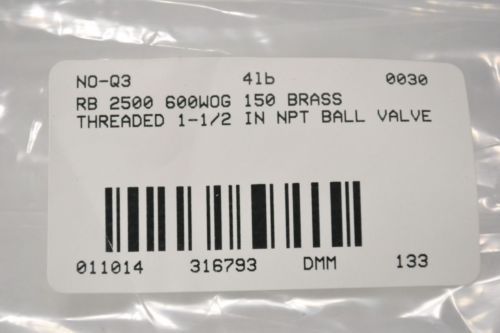 NO-Q3 4lb 0030
RB 2500 600WOG 150 BRASS
THREADED 1-1/2 IN NPT BALL VALVE
011014 316793 DMM 133